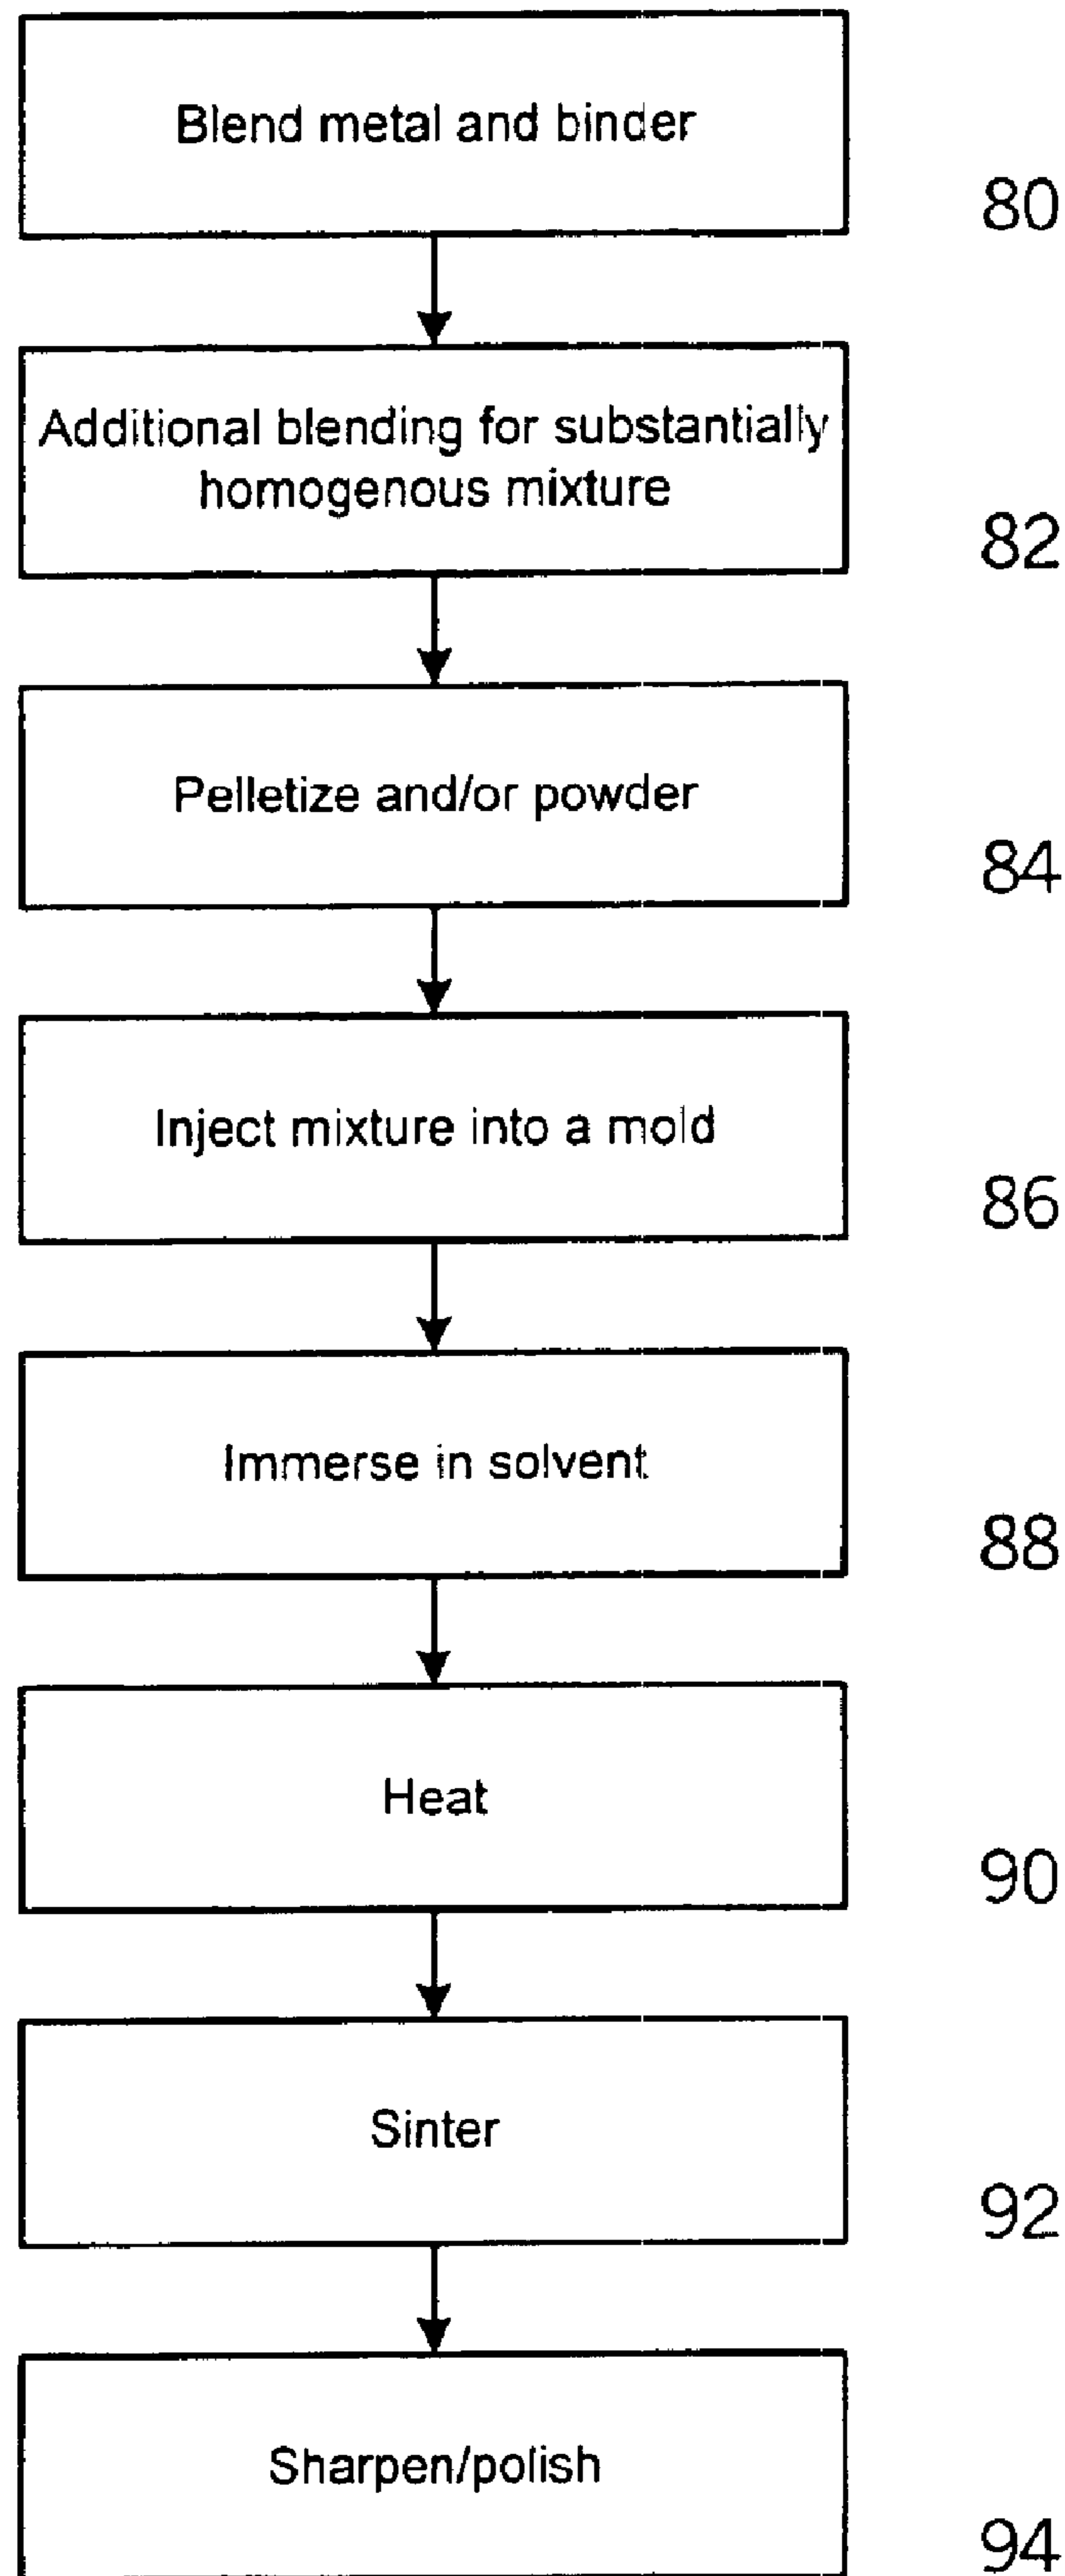 Blend metal and binder
80
Additional blending for substantially
homogenous mixture
82
Pelletize and/or powder
84
Inject mixture into a mold
86
Immerse in solvent
88
Heat
90
Sinter
92
Sharpen/polish
94